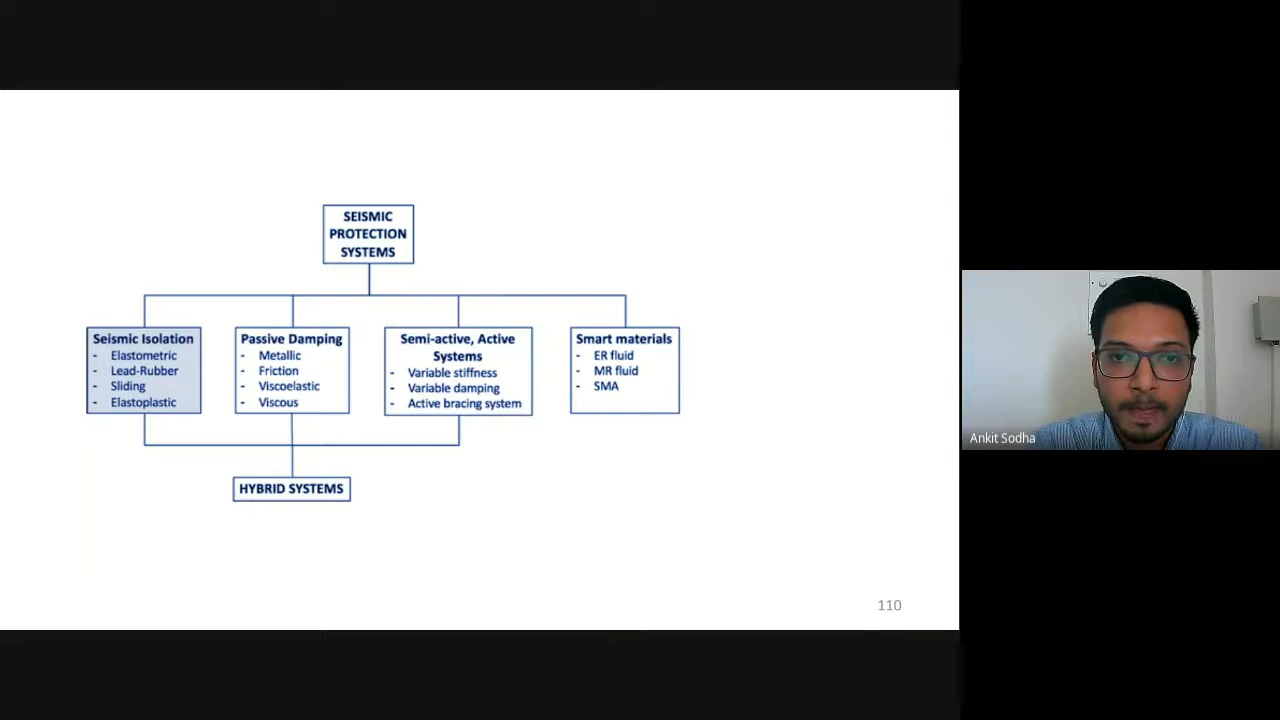 SEISMIC
PROTECTION
SYSTEMS
Seismic Isolation
- Elastometric
- Lead-Rubber
- Sliding
- Elastoplastic
Passive Damping
- Metallic
- Friction
- Viscoelastic
- Viscous
Semi-active, Active
Systems
- Variable stiffness
- Variable damping
- Active bracing system
Smart materials
- ER fluid
- MR fluid
- SMA
HYBRID SYSTEMS
110
Ankit Sodha